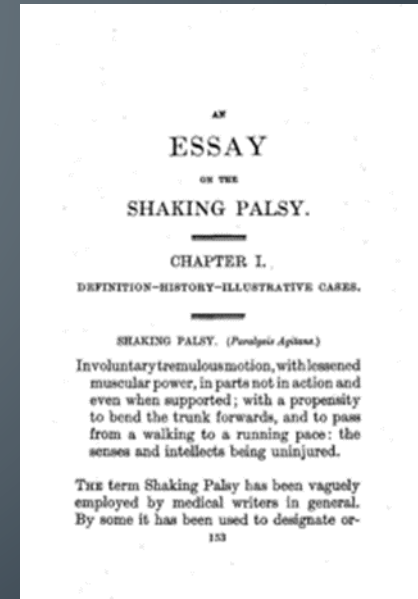 AN
ESSAY
ON THE
SHAKING PALSY.
CHAPTER I.
DEFINITION—HISTORY—ILLUSTRATIVE CASES.
SHAKING PALSY. (Paralysis Agitans.)
Involuntary tremulous motion, with lessened
muscular power, in parts not in action and
even when supported; with a propensity
to bend the trunk forwards, and to pass
from a walking to a running pace: the
senses and intellects being uninjured.
THE term Shaking Palsy has been vaguely
employed by medical writers in general.
By some it has been used to designate or-
153